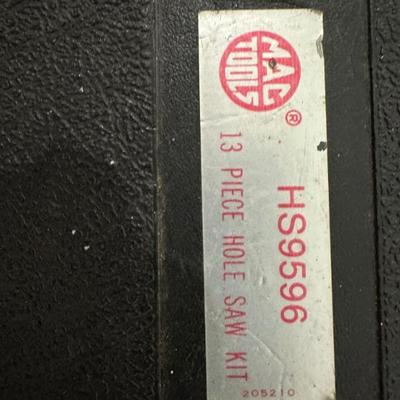 MAC
TOOLS
®
HS9596
13 PIECE HOLE SAW KIT
205210